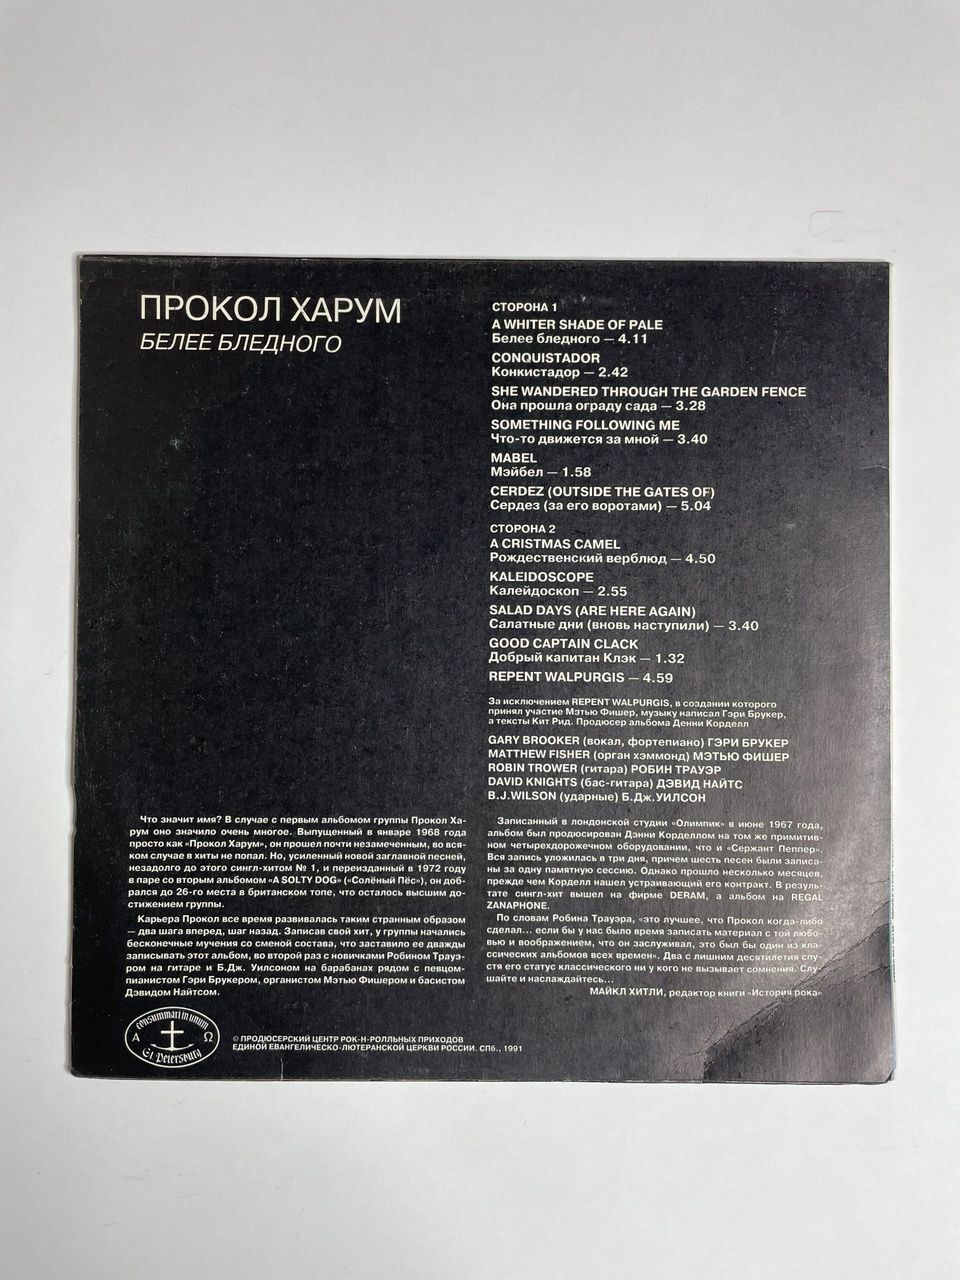 ПРОКОЛ ХАРУМ
БЕЛЕЕ БЛЕДНОГО
СТОРОНА 1
A WHITER SHADE OF PALE
Белее бледного — 4.11
CONQUISTADOR
Конкистадор — 2.42
SHE WANDERED THROUGH THE GARDEN FENCE
Она прошла ограду сада — 3.28
SOMETHING FOLLOWING ME
Что-то движется за мной — 3.40
MABEL
Мэйбел — 1.58
CERDEZ (OUTSIDE THE GATES OF)
Сердез (за его воротами) — 5.04
СТОРОНА 2
A CRISTMAS CAMEL
Рождественский верблюд — 4.50
KALEIDOSCOPE
Калейдоскоп — 2.55
SALAD DAYS (ARE HERE AGAIN)
Салатные дни (вновь наступили) — 3.40
GOOD CAPTAIN CLACK
Добрый капитан Клэк — 1.32
REPENT WALPURGIS — 4.59
За исключением REPENT WALPURGIS, в создании которого
принял участие Мэтью Фишер, музыку написал Гэри Брукер,
а тексты Кит Рид. Продюсер альбома Денни Корделл
GARY BROOKER (вокал, фортепиано) ГЭРИ БРУКЕР
MATTHEW FISHER (орган хэммонд) МЭТЬЮ ФИШЕР
ROBIN TROWER (гитара) РОБИН ТРАУЭР
DAVID KNIGHTS (бас-гитара) ДЭВИД НАЙТС
B.J.WILSON (ударные) Б.Дж.УИЛСОН
Что значит имя? В случае с первым альбомом группы Прокол Ха-
рум оно значило очень многое. Выпущенный в январе 1968 года
просто как «Прокол Харум», он прошел почти незамеченным, во вся-
ком случае в хиты не попал. Но, усиленный новой заглавной песней,
незадолго до этого сингл-хитом № 1, и переизданный в 1972 году
в паре со вторым альбомом «A SOLTY DOG» («Солёный Пёс»), он доб-
рался до 26-го места в британском топе, что осталось высшим до-
стижением группы.
Карьера Прокол все время развивалась таким странным образом
— два шага вперед, шаг назад. Записав свой хит, у группы начались
бесконечные мучения со сменой состава, что заставило ее дважды
записывать этот альбом, во второй раз с новичками Робином Трауэ-
ром на гитаре и Б.Дж. Уилсоном на барабанах рядом с певцом-
пианистом Гэри Брукером, органистом Мэтью Фишером и басистом
Дэвидом Найтсом.
Записанный в лондонской студии «Олимпик» в июне 1967 года,
альбом был продюсирован Дэнни Корделлом на том же примитив-
ном четырехдорожечном оборудовании, что и «Сержант Пеппер».
Вся запись уложилась в три дня, причем шесть песен были записа-
ны за одну памятную сессию. Однако прошло несколько месяцев,
прежде чем Корделл нашел устраивающий его контракт. В резуль-
тате сингл-хит вышел на фирме DERAM, а альбом на REGAL
ZANAPHONE.
По словам Робина Трауэра, «это лучшее, что Прокол когда-либо
сделал... если бы у нас было время записать материал с той любо-
вью и воображением, что он заслуживал, это был бы один из кла-
ссических альбомов всех времен». Два с лишним десятилетия спу-
стя его статус классического ни у кого не вызывает сомнения. Слу-
шайте и наслаждайтесь...
МАЙКЛ ХИТЛИ, редактор книги «История рока»
consummati in unum
Α Ω
St Petersburg
© ПРОДЮСЕРСКИЙ ЦЕНТР РОК-Н-РОЛЛЬНЫХ ПРИХОДОВ
ЕДИНОЙ ЕВАНГЕЛИЧЕСКО-ЛЮТЕРАНСКОЙ ЦЕРКВИ РОССИИ. СПб., 1991